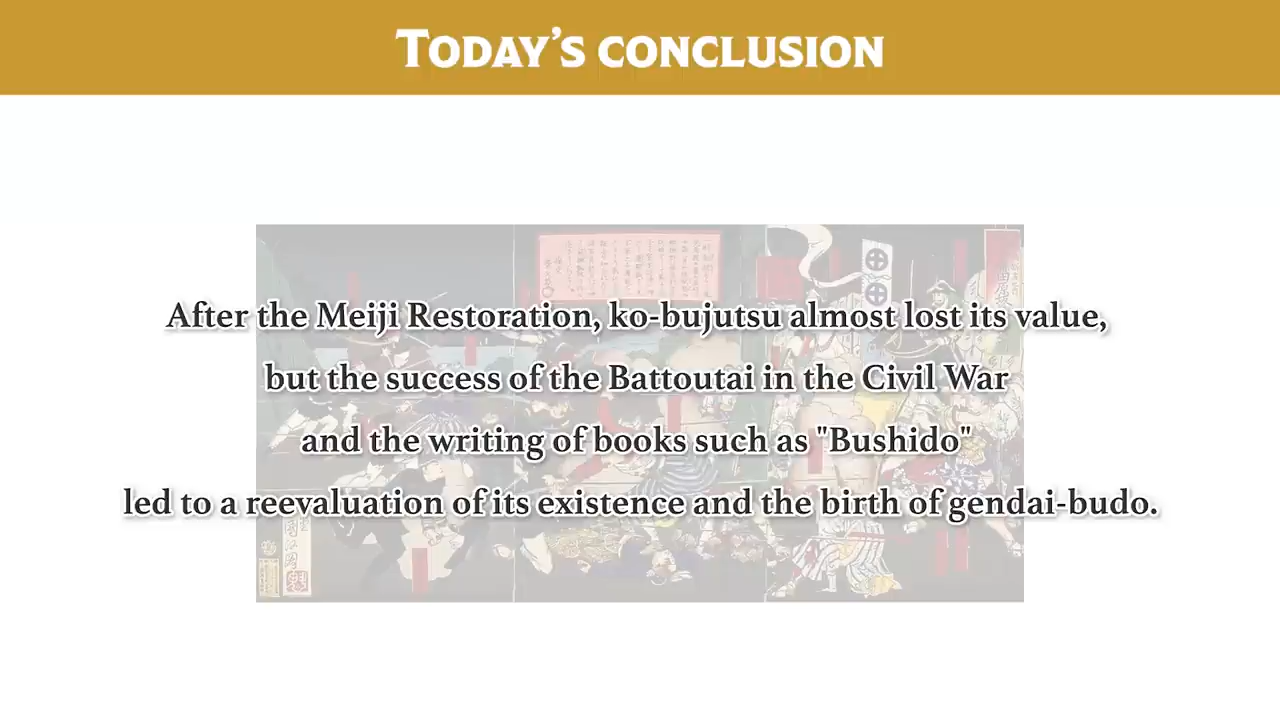 Today's conclusion
After the Meiji Restoration, ko-bujutsu almost lost its value,
but the success of the Battoutai in the Civil War
and the writing of books such as "Bushido"
led to a reevaluation of its existence and the birth of gendai-budo.